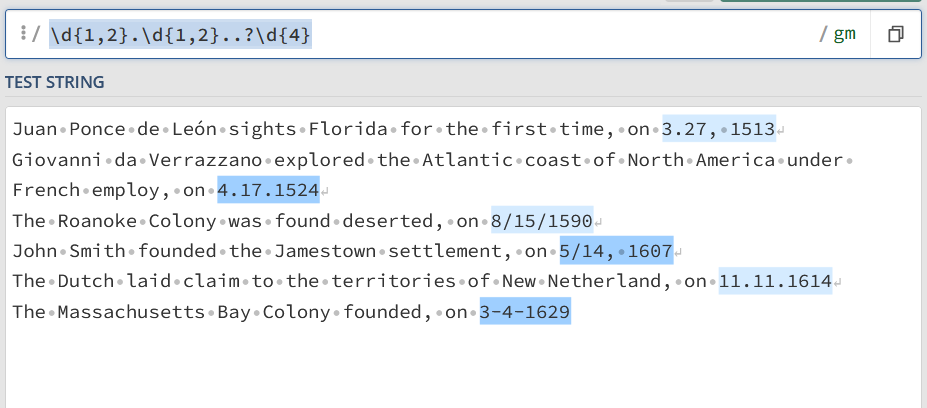 / \d{1,2}.\d{1,2}..?\d{4} / gm
TEST STRING
Juan Ponce de León sights Florida for the first time, on 3.27, 1513
Giovanni da Verrazzano explored the Atlantic coast of North America under
French employ, on 4.17.1524
The Roanoke Colony was found deserted, on 8/15/1590
John Smith founded the Jamestown settlement, on 5/14, 1607
The Dutch laid claim to the territories of New Netherland, on 11.11.1614
The Massachusetts Bay Colony founded, on 3-4-1629